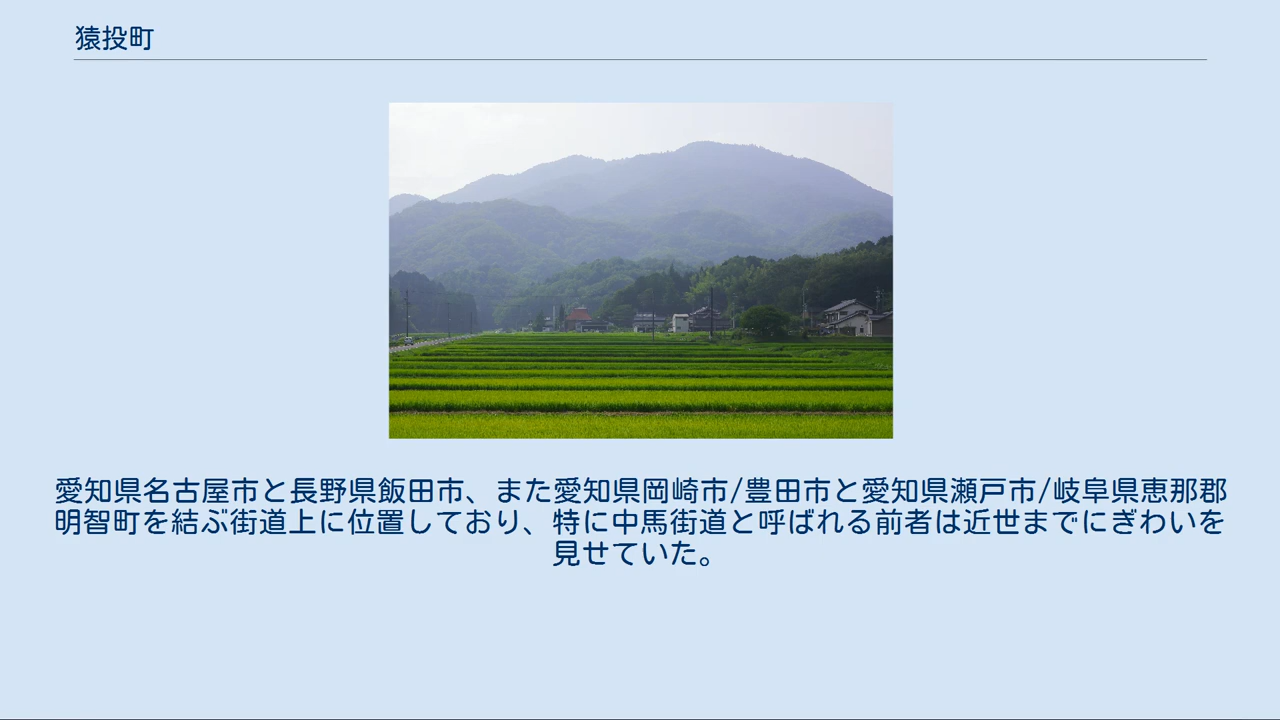 猿投町
愛知県名古屋市と長野県飯田市、また愛知県岡崎市/豊田市と愛知県瀬戸市/岐阜県恵那郡
明智町を結ぶ街道上に位置しており、特に中馬街道と呼ばれる前者は近世までにぎわいを
見せていた。